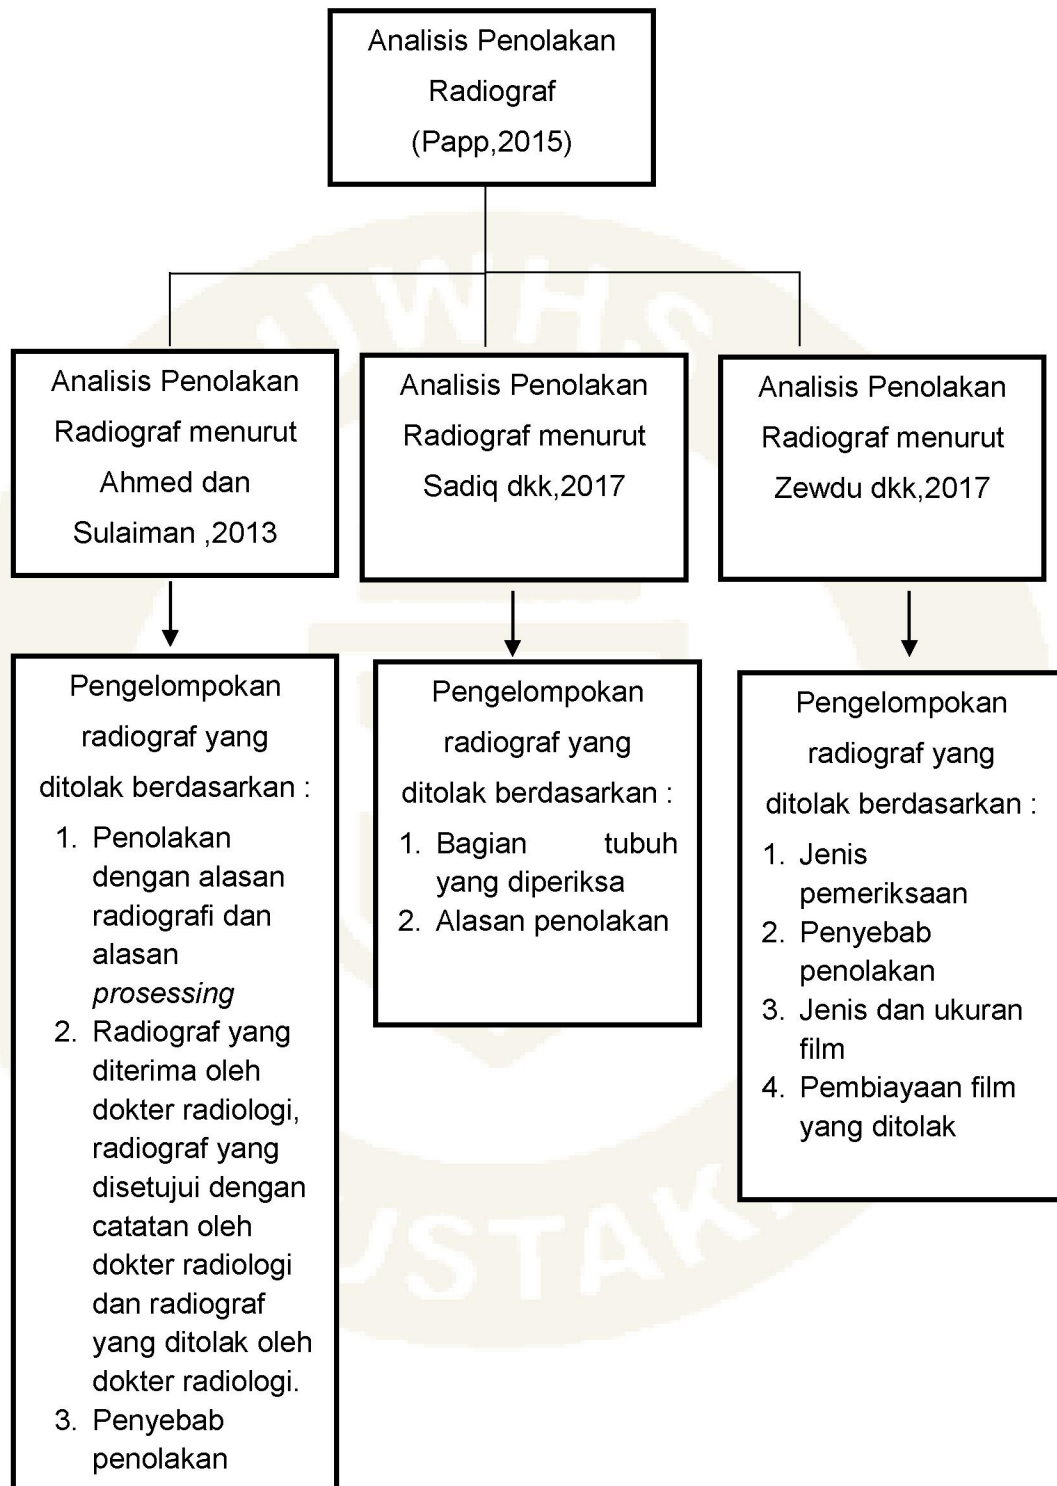 Analisis Penolakan
Radiograf
(Papp,2015)
Analisis Penolakan
Radiograf menurut
Ahmed dan
Sulaiman ,2013
Analisis Penolakan
Radiograf menurut
Sadiq dkk,2017
Analisis Penolakan
Radiograf menurut
Zewdu dkk,2017
Pengelompokan
radiograf yang
ditolak berdasarkan :
1. Penolakan
dengan alasan
radiografi dan
alasan
prosessing
2. Radiograf yang
diterima oleh
dokter radiologi,
radiograf yang
disetujui dengan
catatan oleh
dokter radiologi
dan radiograf
yang ditolak oleh
dokter radiologi.
3. Penyebab
penolakan
Pengelompokan
radiograf yang
ditolak berdasarkan :
1. Bagian tubuh
yang diperiksa
2. Alasan penolakan
Pengelompokan
radiograf yang
ditolak berdasarkan :
1. Jenis
pemeriksaan
2. Penyebab
penolakan
3. Jenis dan ukuran
film
4. Pembiayaan film
yang ditolak
UWHS